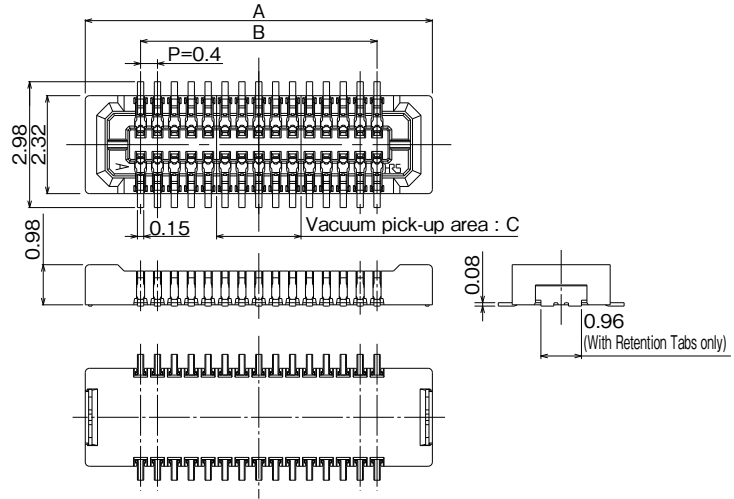 A
B
P=0.4
2.98
2.32
A
HRS
0.15
Vacuum pick-up area : C
0.98
0.08
0.96
(With Retention Tabs only)